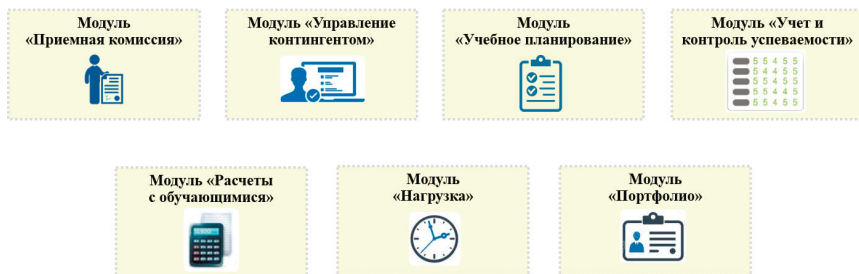 Модуль
«Приемная комиссия»
Модуль «Управление
контингентом»
Модуль
«Учебное планирование»
Модуль «Учет и
контроль успеваемости»
5 5 4 5 5
5 4 4 5 5
5 5 4 5 5
5 5 4 4 5
5 4 5 5 5
Модуль «Расчеты
с обучающимися»
Модуль
«Нагрузка»
Модуль
«Портфолио»